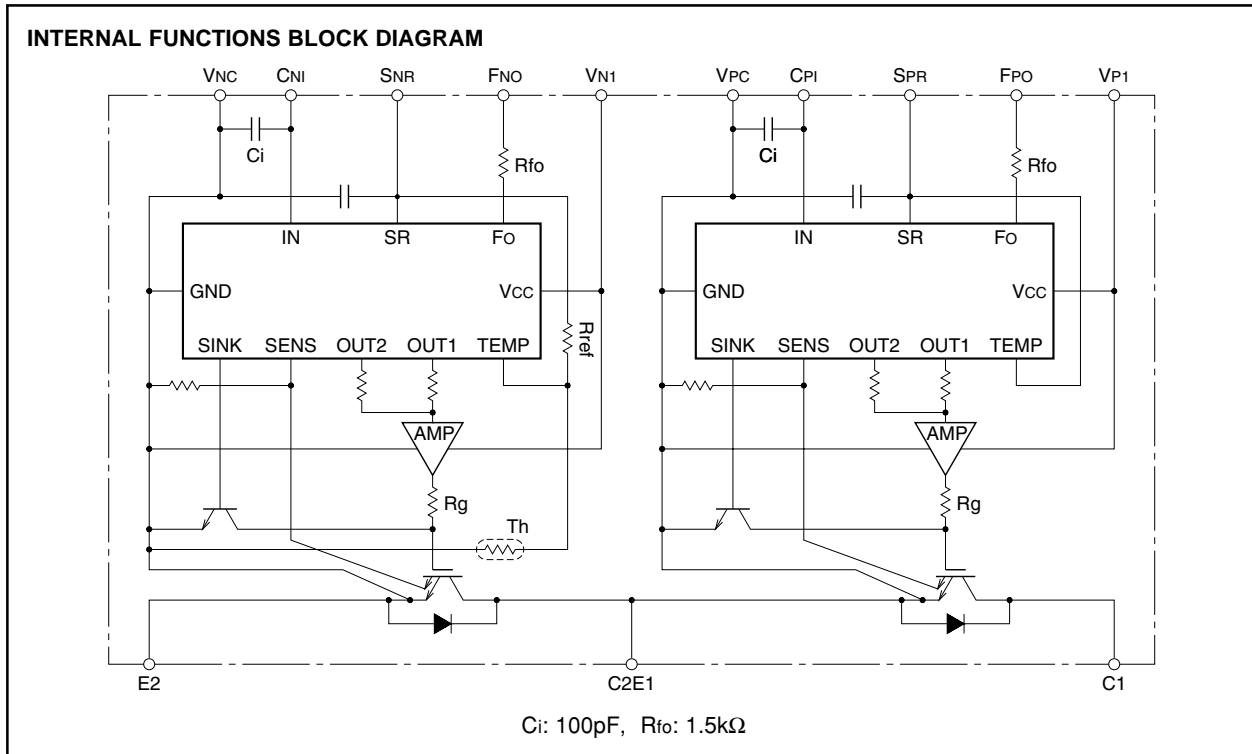 INTERNAL FUNCTIONS BLOCK DIAGRAM
VNC CNI SNR FNO VN1 VPC CPI SPR FPO VP1
Ci Rfo Ci Rfo
IN SR FO IN SR FO
GND VCC GND VCC
Rref
SINK SENS OUT2 OUT1 TEMP SINK SENS OUT2 OUT1 TEMP
AMP AMP
Rg Rg
Th
E2 C2E1 C1
Ci: 100pF, Rfo: 1.5kΩ